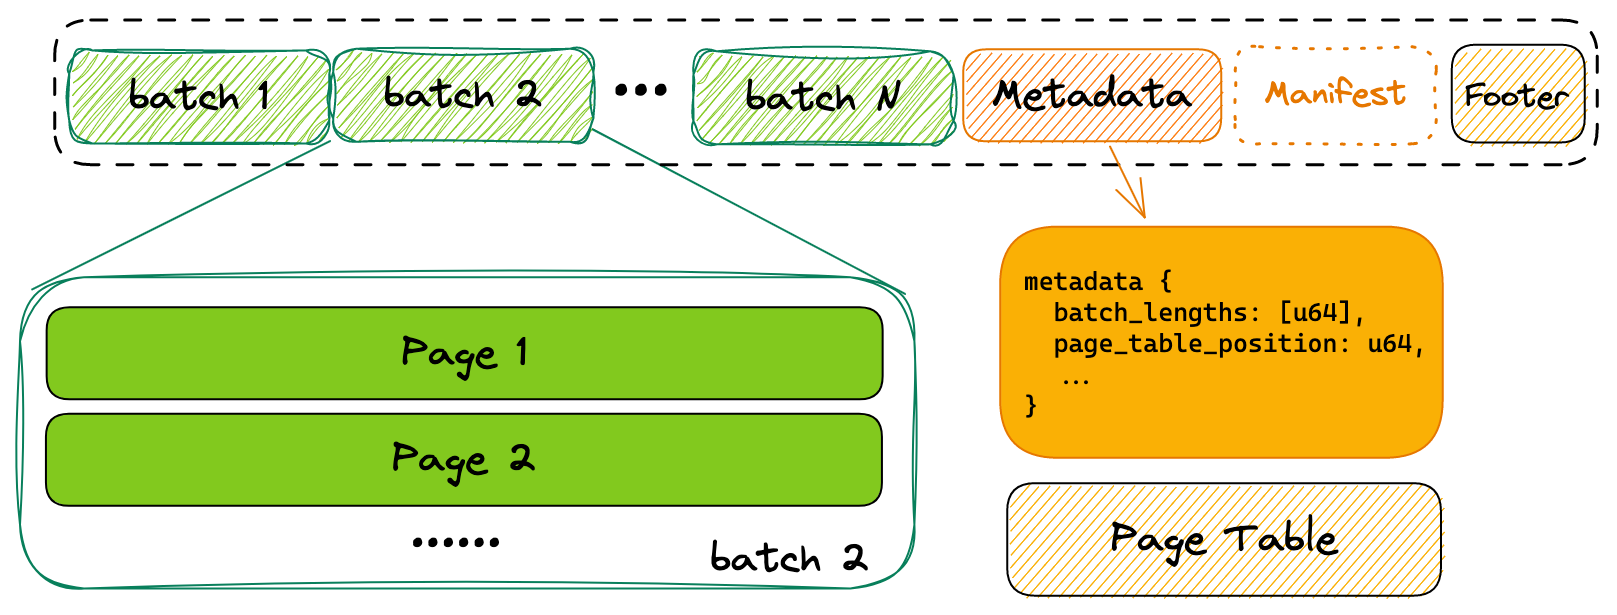 batch 1
batch 2
...
batch N
Metadata
Manifest
Footer
Page 1
Page 2
......
batch 2
metadata {
  batch_lengths: [u64],
  page_table_position: u64,
  ...
}
Page Table